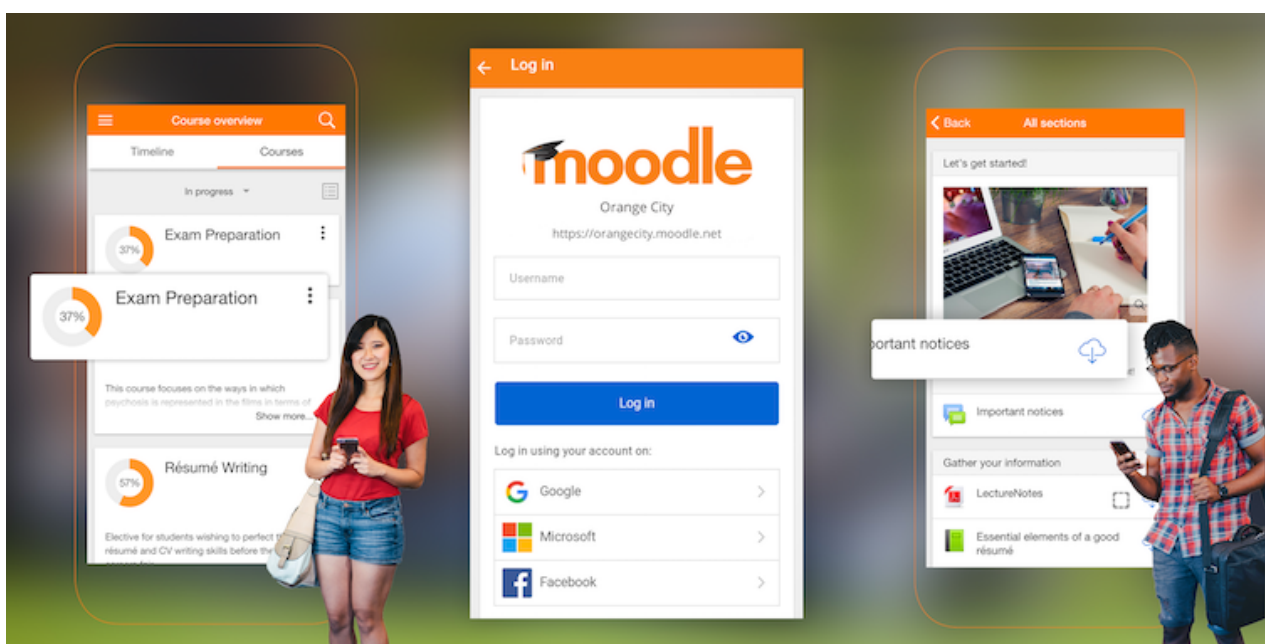 Course overview
Timeline
Courses
In progress
37%
Exam Preparation
37%
Exam Preparation
This course focuses on the ways in which
psychosis is represented in the films in terms of
Show more...
57%
Résumé Writing
Elective for students wishing to perfect
résumé and CV writing skills before the
Log in
moodle
Orange City
https://orangecity.moodle.net
Username
Password
Log in
Log in using your account on:
Google
Microsoft
Facebook
Back
All sections
Let's get started!
portant notices
Important notices
Gather your information
LectureNotes
Essential elements of a good
résumé